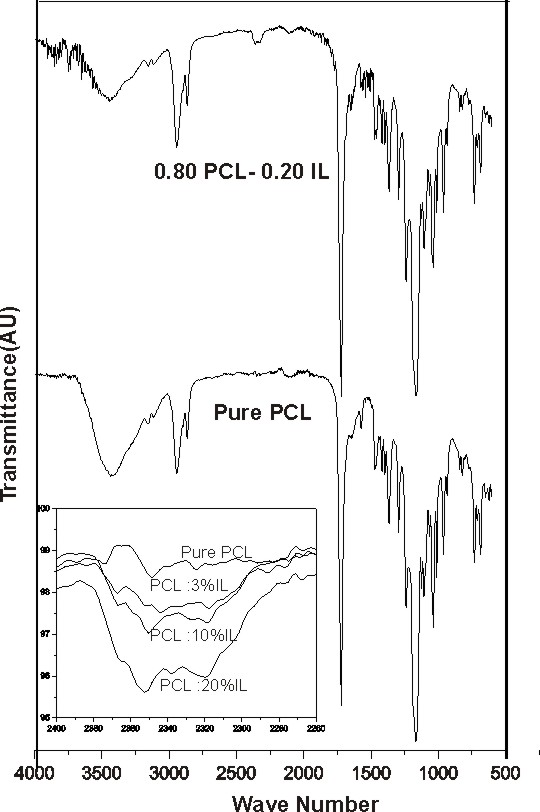 0.80 PCL- 0.20 IL
Transmittance(AU)
Pure PCL
100
99
98
97
96
95
Pure PCL
PCL :3%IL
PCL :10%IL
PCL :20%IL
2400 2380 2360 2340 2320 2300 2280 2260
4000 3500 3000 2500 2000 1500 1000 500
Wave Number